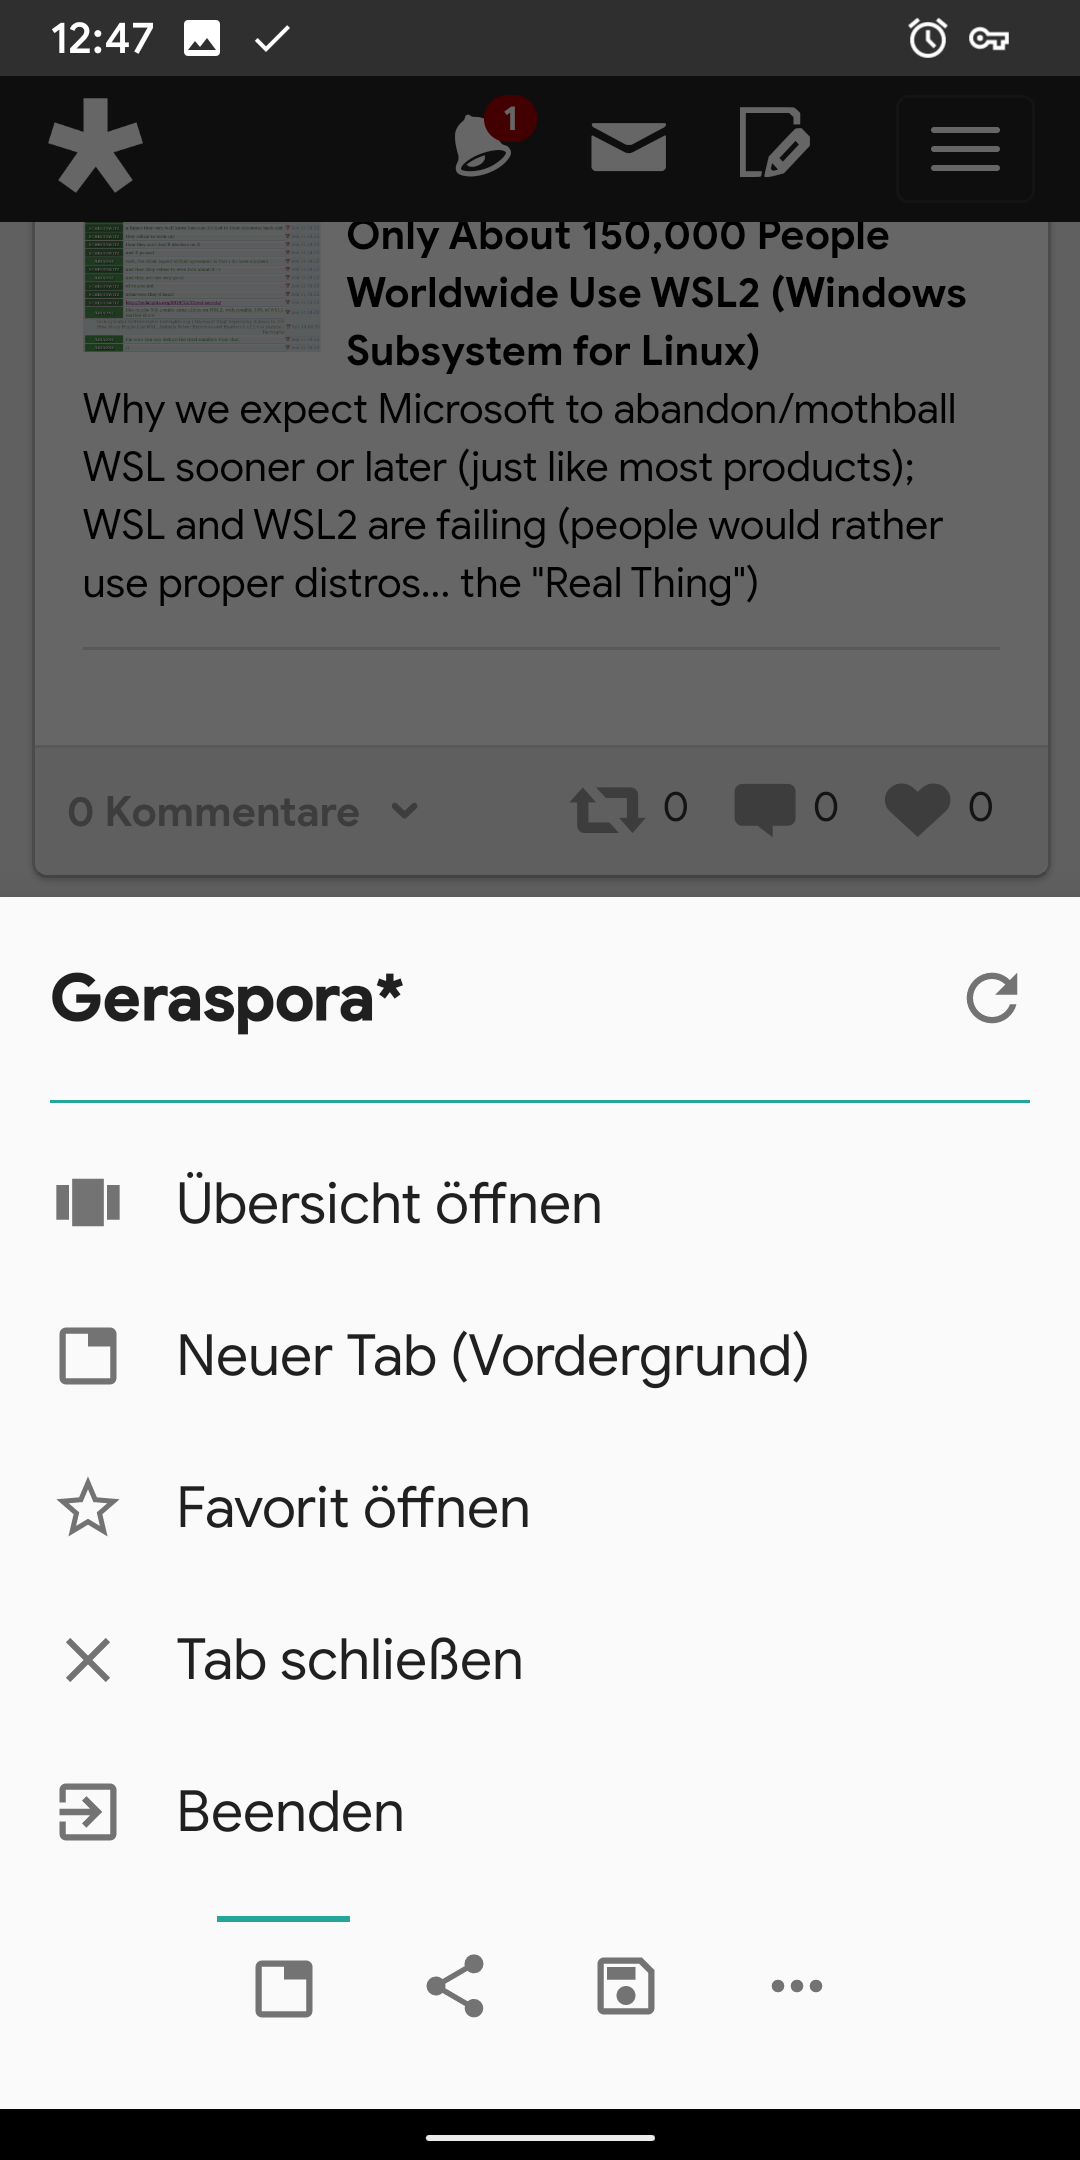 12:47
1
Only About 150,000 People
Worldwide Use WSL2 (Windows
Subsystem for Linux)
Why we expect Microsoft to abandon/mothball
WSL sooner or later (just like most products);
WSL and WSL2 are failing (people would rather
use proper distros... the "Real Thing")
0 Kommentare 0 0 0
Geraspora*
Übersicht öffnen
Neuer Tab (Vordergrund)
Favorit öffnen
Tab schließen
Beenden